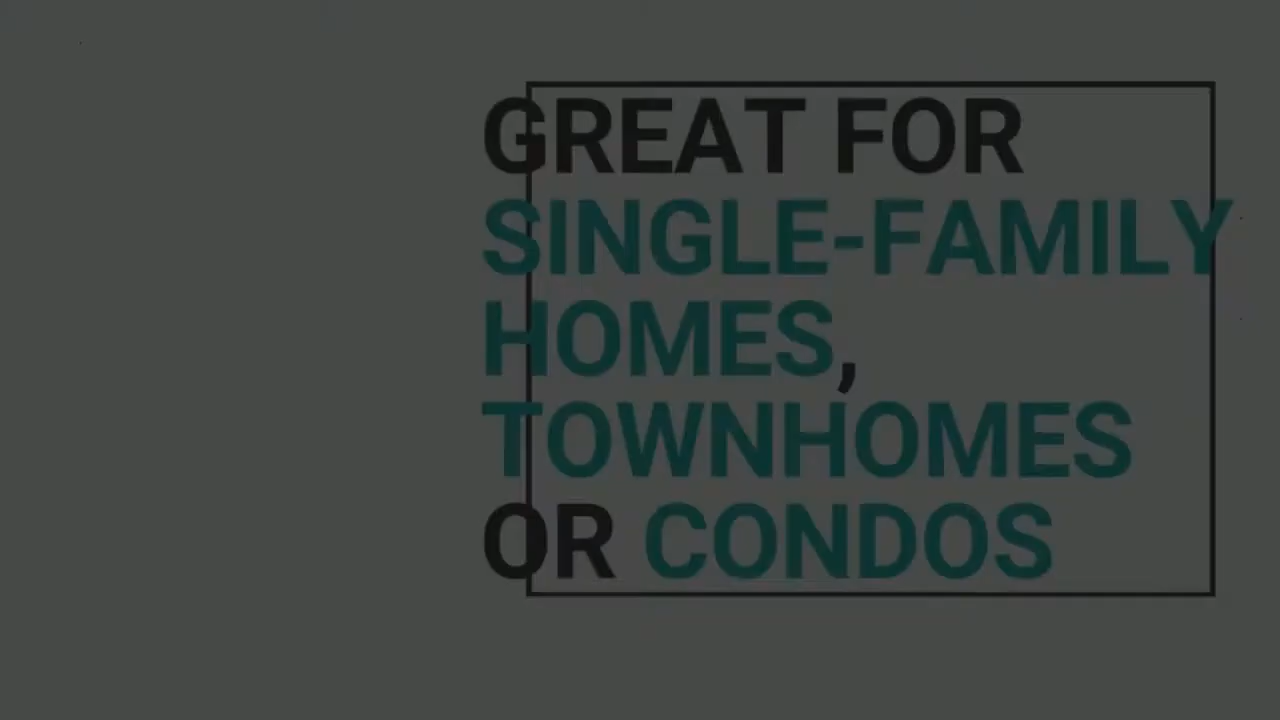 GREAT FOR
SINGLE-FAMILY
HOMES,
TOWNHOMES
OR CONDOS